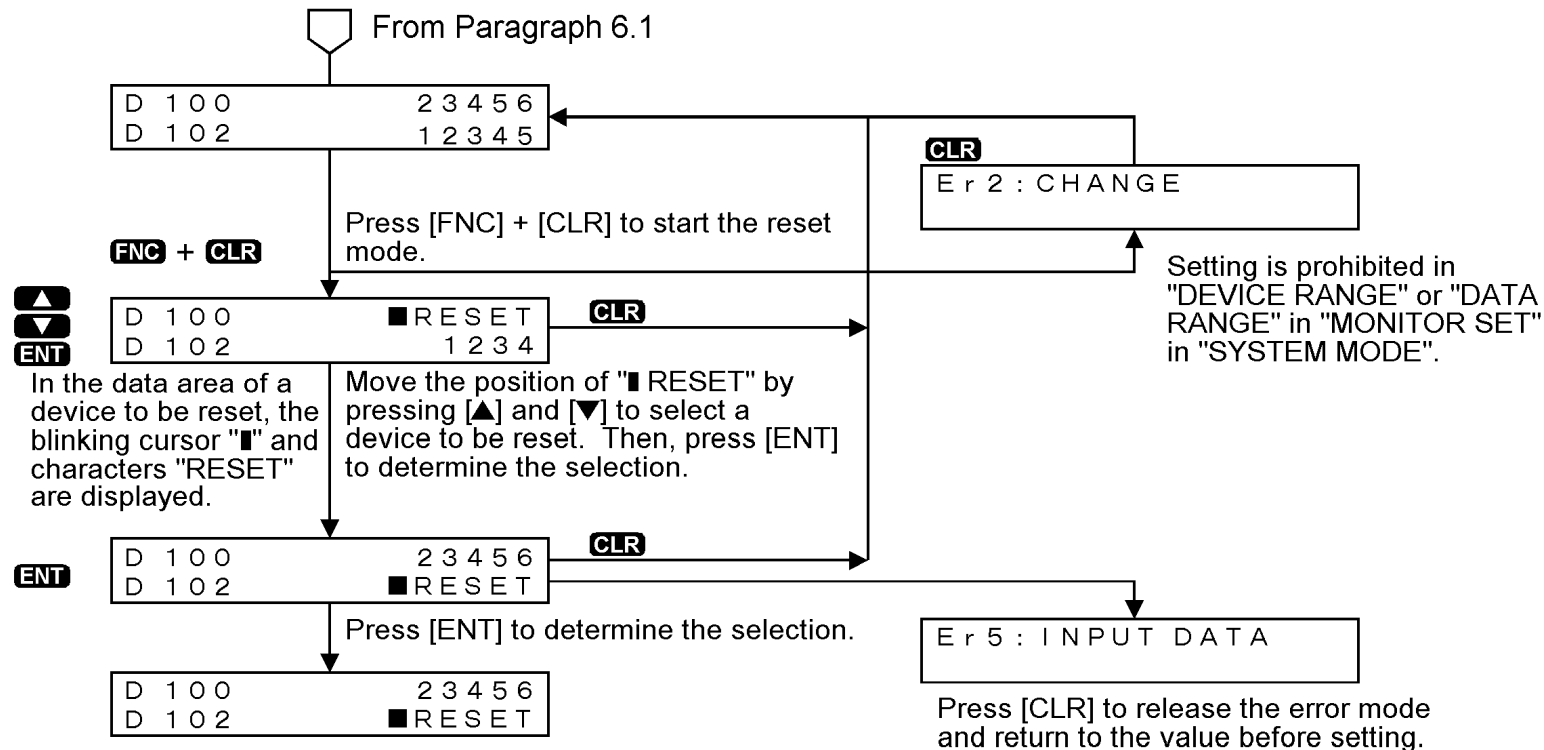 From Paragraph 6.1
D 100 23456
D 102 12345
CLR
Er2:CHANGE
Press [FNC] + [CLR] to start the reset
mode.
FNC + CLR
Setting is prohibited in
"DEVICE RANGE" or "DATA
RANGE" in "MONITOR SET"
in "SYSTEM MODE".
▲
▼
ENT
D 100 ■RESET
D 102 1234
CLR
In the data area of a
device to be reset, the
blinking cursor "▮" and
characters "RESET"
are displayed.
Move the position of "▮ RESET" by
pressing [▲] and [▼] to select a
device to be reset. Then, press [ENT]
to determine the selection.
ENT
D 100 23456
D 102 ■RESET
CLR
Press [ENT] to determine the selection.
Er5:INPUT DATA
D 100 23456
D 102 ■RESET
Press [CLR] to release the error mode
and return to the value before setting.